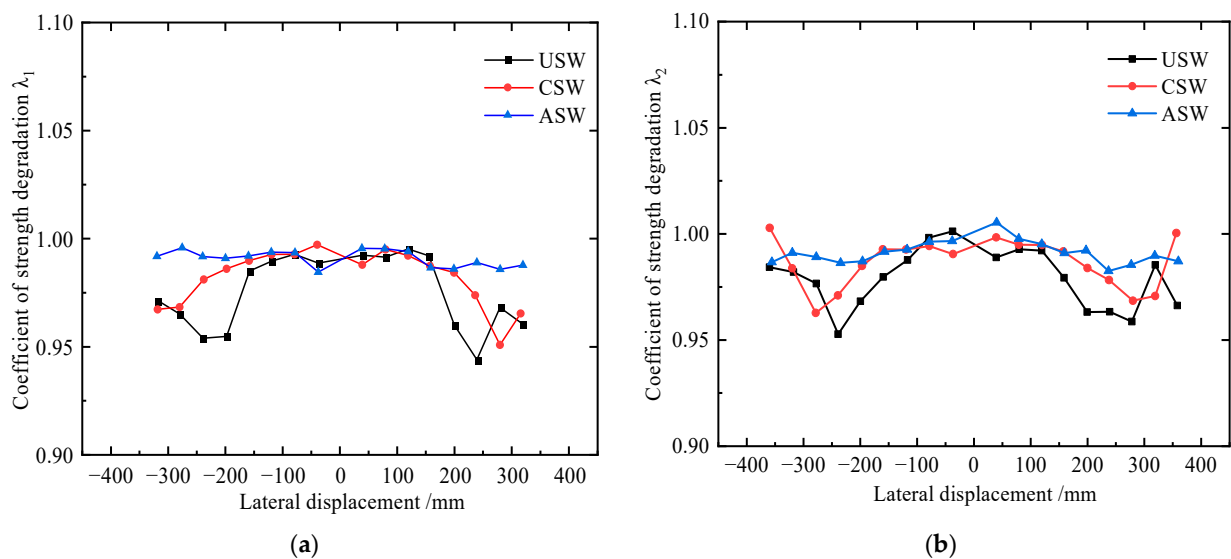 1.10
1.05
1.00
0.95
0.90
Coefficient of strength degradation λ₁
USW
CSW
ASW
−400 −300 −200 −100 0 100 200 300 400
Lateral displacement /mm
(a)
1.10
1.05
1.00
0.95
0.90
Coefficient of strength degradation λ₂
USW
CSW
ASW
−400 −300 −200 −100 0 100 200 300 400
Lateral displacement /mm
(b)